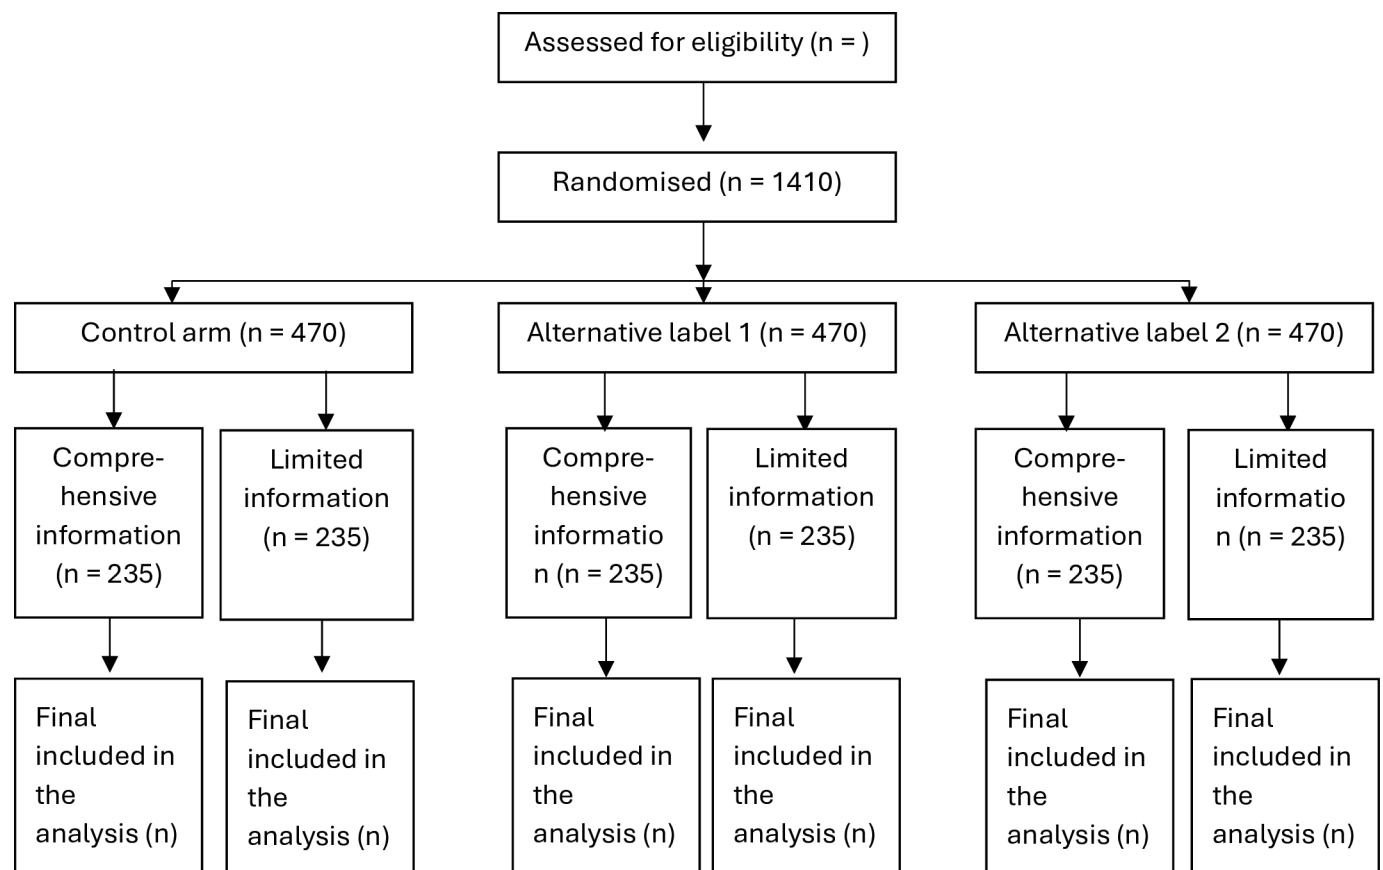 Assessed for eligibility (n = )
Randomised (n = 1410)
Control arm (n = 470)
Alternative label 1 (n = 470)
Alternative label 2 (n = 470)
Compre-
hensive
information
(n = 235)
Limited
information
(n = 235)
Compre-
hensive
informatio
n (n = 235)
Limited
information
(n = 235)
Compre-
hensive
information
(n = 235)
Limited
informatio
n (n = 235)
Final
included in
the
analysis (n)
Final
included in
the
analysis (n)
Final
included in
the
analysis (n)
Final
included in
the
analysis (n)
Final
included in
the
analysis (n)
Final
included in
the
analysis (n)